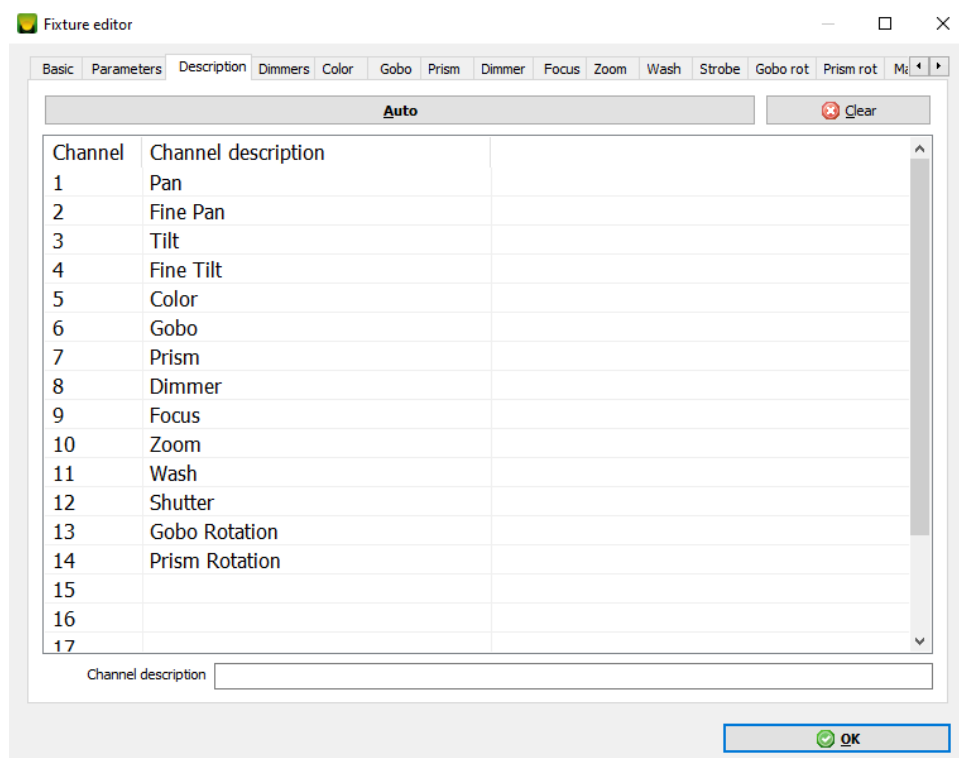 Fixture editor
Basic Parameters Description Dimmers Color Gobo Prism Dimmer Focus Zoom Wash Strobe Gobo rot Prism rot
Auto Clear
Channel Channel description
1 Pan
2 Fine Pan
3 Tilt
4 Fine Tilt
5 Color
6 Gobo
7 Prism
8 Dimmer
9 Focus
10 Zoom
11 Wash
12 Shutter
13 Gobo Rotation
14 Prism Rotation
15
16
17
Channel description
OK